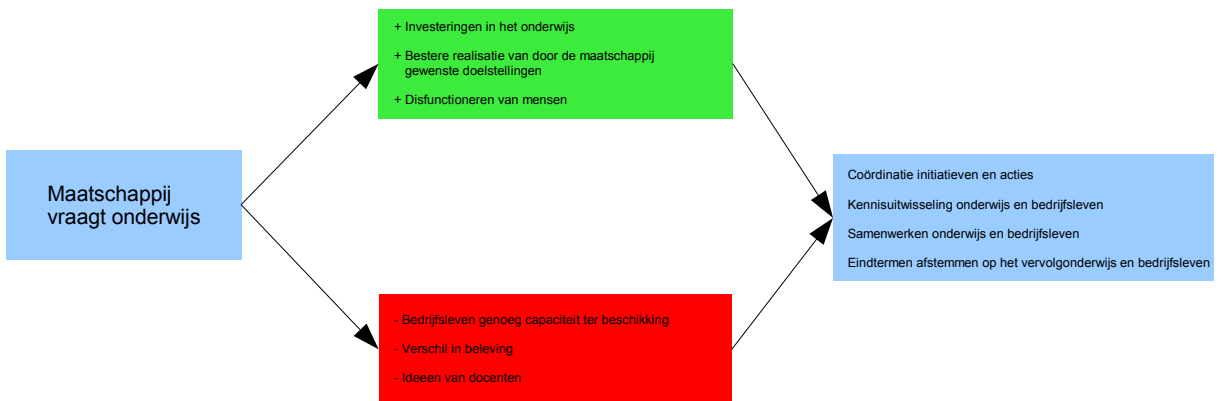 Maatschappij
vraagt onderwijs
+ Investeringen in het onderwijs
+ Bestere realisatie van door de maatschappij
gewenste doelstellingen
+ Disfunctioneren van mensen
- Bedrijfsleven genoeg capaciteit ter beschikking
- Verschil in beleving
- Ideeen van docenten
Coördinatie initiatieven en acties
Kennisuitwisseling onderwijs en bedrijfsleven
Samenwerken onderwijs en bedrijfsleven
Eindtermen afstemmen op het vervolgonderwijs en bedrijfsleven